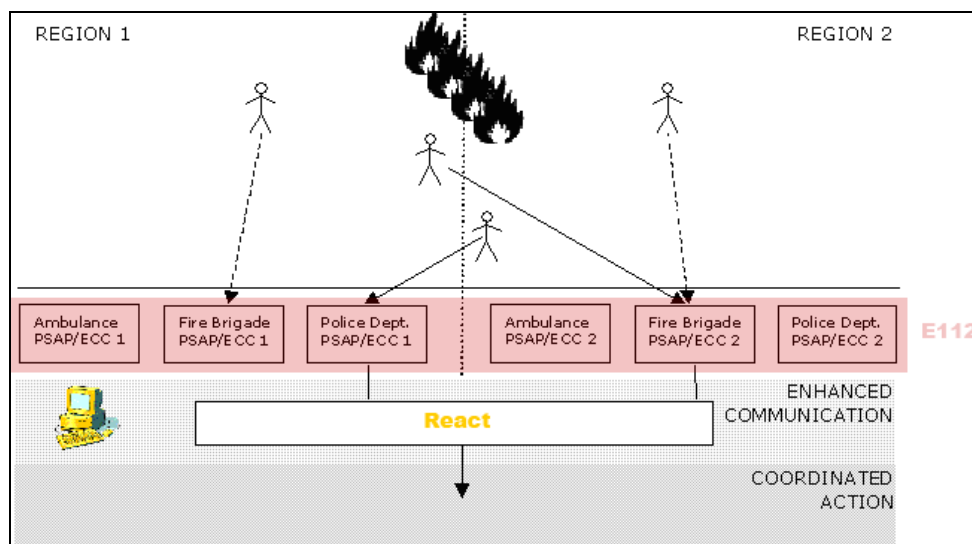 REGION 1
REGION 2
Ambulance
PSAP/ECC 1
Fire Brigade
PSAP/ECC 1
Police Dept.
PSAP/ECC 1
Ambulance
PSAP/ECC 2
Fire Brigade
PSAP/ECC 2
Police Dept.
PSAP/ECC 2
E112
React
ENHANCED
COMMUNICATION
COORDINATED
ACTION